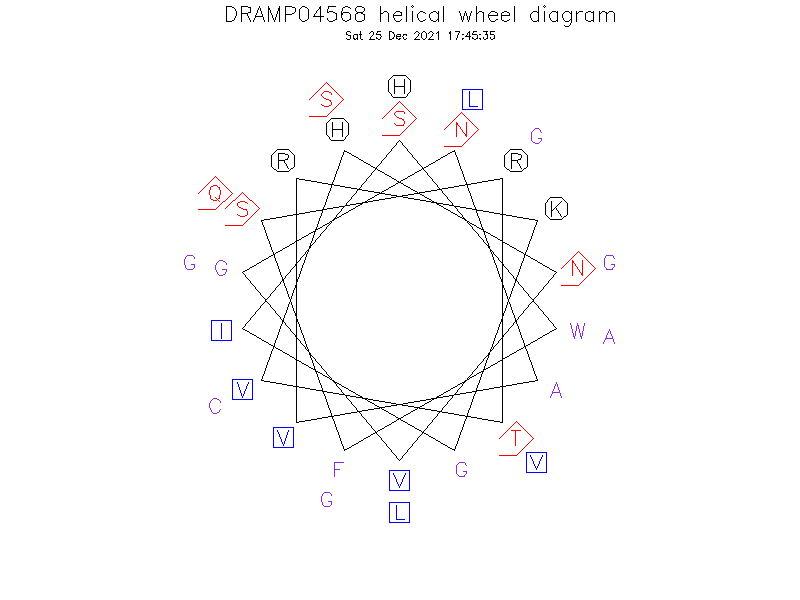 DRAMP04568 helical wheel diagram
Sat 25 Dec 2021 17:45:35
H
L
S
S
H
N
G
R
R
Q
S
K
G
G
N
G
I
W
A
V
A
C
V
T
V
F
V
G
G
L